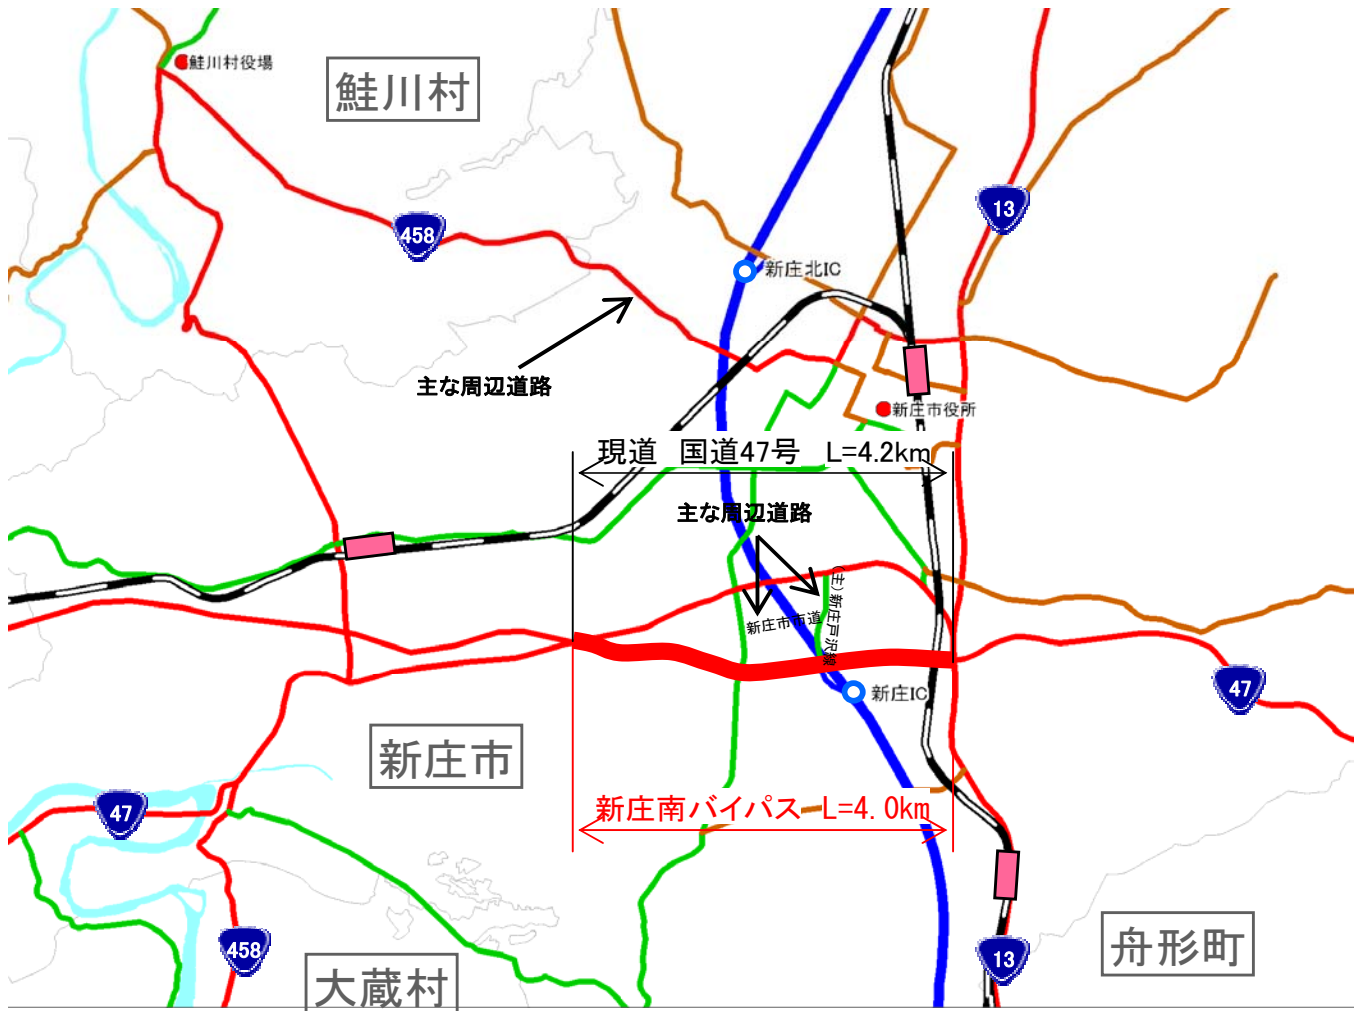 鮭川村役場
鮭川村
13
458
新庄北IC
主な周辺道路
新庄市役所
現道 国道47号 L=4.2km
主な周辺道路
(主)新庄戸沢線
新庄市市道
新庄IC
47
新庄市
47
新庄南バイパス L=4.0km
458
13
舟形町
大蔵村